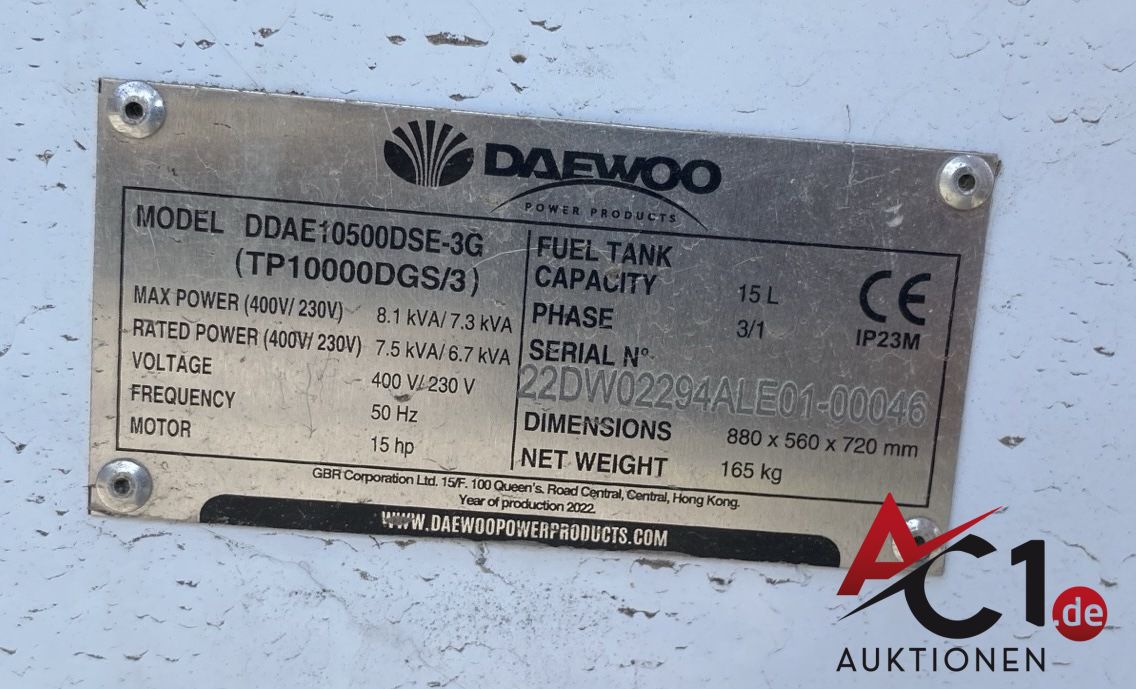 DAEWOO
POWER PRODUCTS
MODEL DDAE10500DSE-3G
(TP10000DGS/3)
MAX POWER (400V/ 230V) 8.1 kVA/ 7.3 kVA
RATED POWER (400V/ 230V) 7.5 kVA/ 6.7 kVA
VOLTAGE 400 V/ 230 V
FREQUENCY 50 Hz
MOTOR 15 hp
FUEL TANK
CAPACITY 15 L
PHASE 3/1
SERIAL Nº
22DW02294ALE01-00046
DIMENSIONS 880 x 560 x 720 mm
NET WEIGHT 165 kg
CE
IP23M
GBR Corporation Ltd. 15/F. 100 Queen's. Road Central, Central, Hong Kong.
Year of production 2022.
WWW.DAEWOOPOWERPRODUCTS.COM
AC1.de
AUKTIONEN